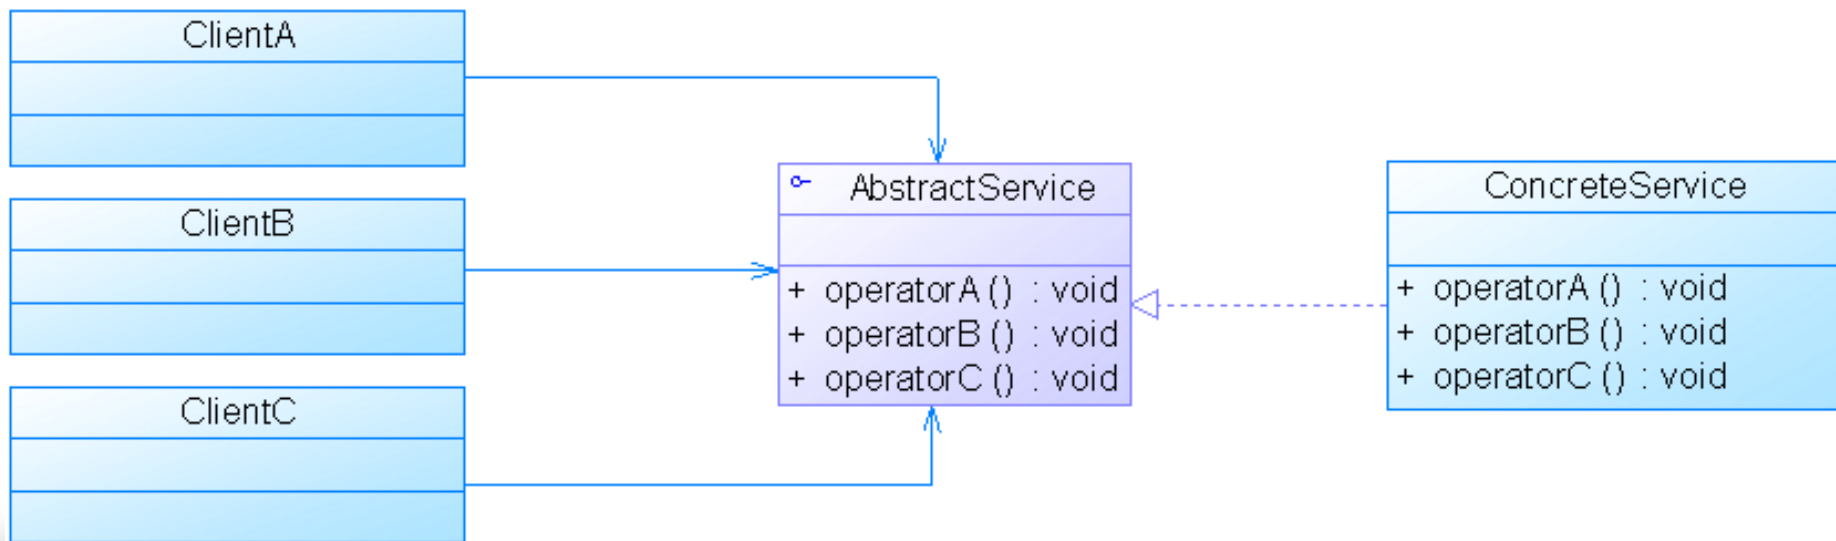 ClientA
ClientB
ClientC
AbstractService
+ operatorA () : void
+ operatorB () : void
+ operatorC () : void
ConcreteService
+ operatorA () : void
+ operatorB () : void
+ operatorC () : void